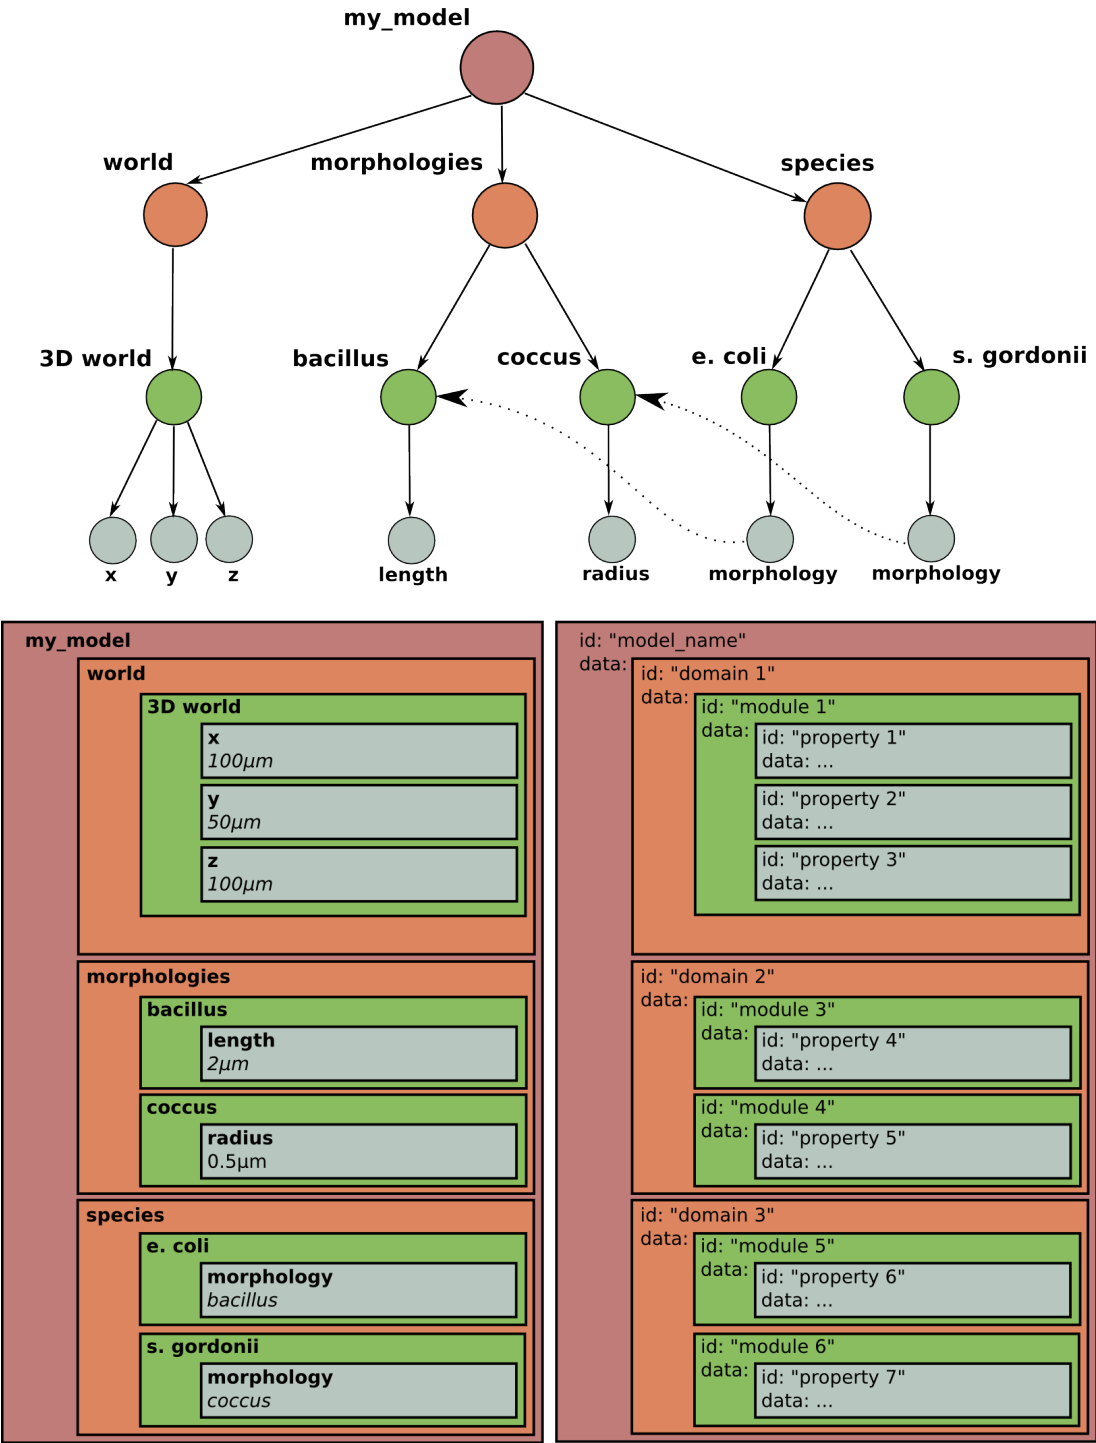 my_model
world
morphologies
species
3D world
bacillus
coccus
e. coli
s. gordonii
x
y
z
length
radius
morphology
morphology
my_model
world
3D world
x
100µm
y
50µm
z
100µm
morphologies
bacillus
length
2µm
coccus
radius
0.5µm
species
e. coli
morphology
bacillus
s. gordonii
morphology
coccus
id: "model_name"
data:
id: "domain 1"
data:
id: "module 1"
data:
id: "property 1"
data: ...
id: "property 2"
data: ...
id: "property 3"
data: ...
id: "domain 2"
data:
id: "module 3"
data:
id: "property 4"
data: ...
id: "module 4"
data:
id: "property 5"
data: ...
id: "domain 3"
data:
id: "module 5"
data:
id: "property 6"
data: ...
id: "module 6"
data:
id: "property 7"
data: ...